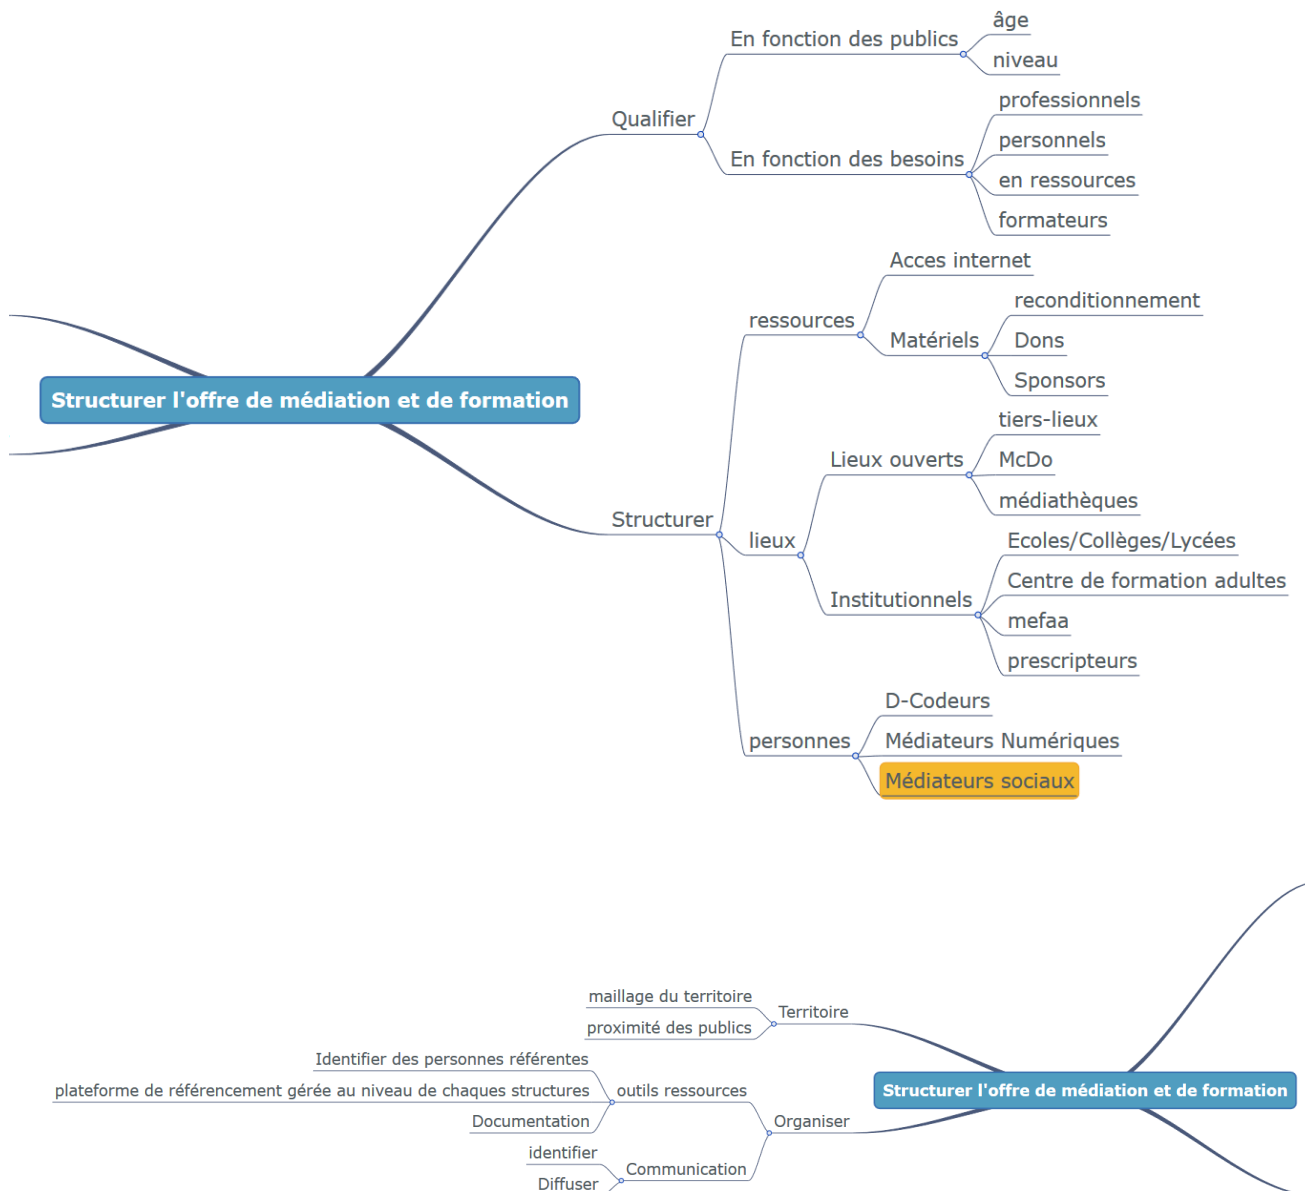 âge
En fonction des publics
niveau
professionnels
Qualifier
personnels
En fonction des besoins
en ressources
formateurs
Acces internet
reconditionnement
ressources
Matériels
Dons
Sponsors
Structurer l'offre de médiation et de formation
tiers-lieux
Lieux ouverts
McDo
médiathèques
Structurer
lieux
Ecoles/Collèges/Lycées
Centre de formation adultes
Institutionnels
mefaa
prescripteurs
D-Codeurs
personnes
Médiateurs Numériques
Médiateurs sociaux
maillage du territoire
Territoire
proximité des publics
Identifier des personnes référentes
plateforme de référencement gérée au niveau de chaques structures
outils ressources
Structurer l'offre de médiation et de formation
Documentation
Organiser
identifier
Communication
Diffuser